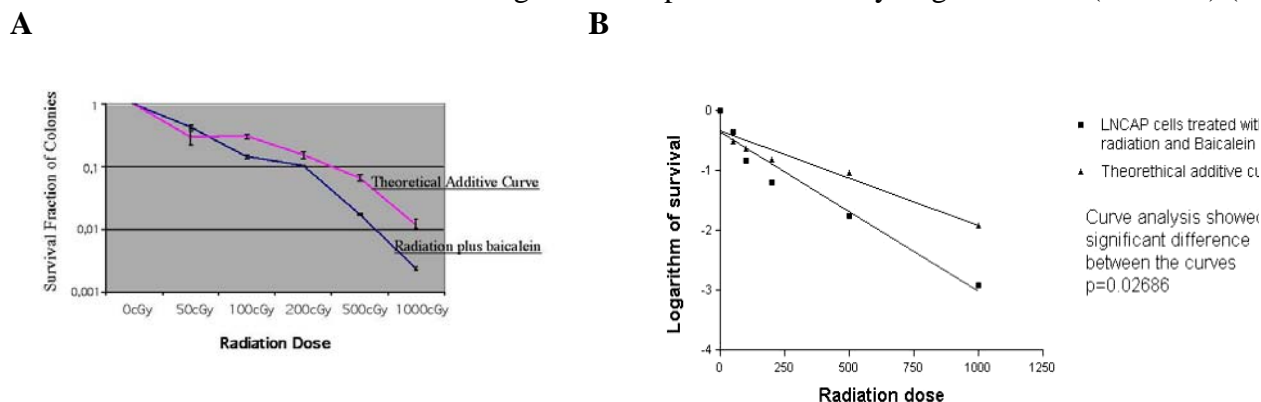 A
B
Survival Fraction of Colonies
1
0,1
0,01
0,001
Theoretical Additive Curve
Radiation plus baicalein
0cGy 50cGy 100cGy 200cGy 500cGy 1000cGy
Radiation Dose
Logarithm of survival
0
-1
-2
-3
-4
0 250 500 750 1000 1250
Radiation dose
LNCAP cells treated wit
radiation and Baicalein
Theorethical additive cu
Curve analysis showe
significant difference
between the curves
p=0.02686